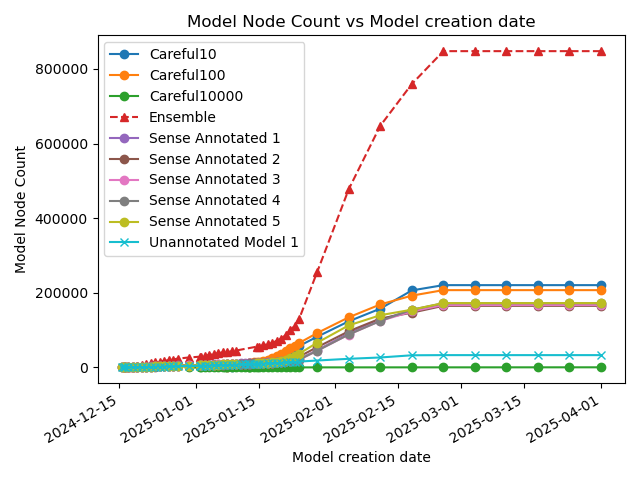 Model Node Count vs Model creation date
Careful10
Careful100
Careful10000
Ensemble
Sense Annotated 1
Sense Annotated 2
Sense Annotated 3
Sense Annotated 4
Sense Annotated 5
Unannotated Model 1
Model Node Count
800000
600000
400000
200000
0
2024-12-15
2025-01-01
2025-01-15
2025-02-01
2025-02-15
2025-03-01
2025-03-15
2025-04-01
Model creation date